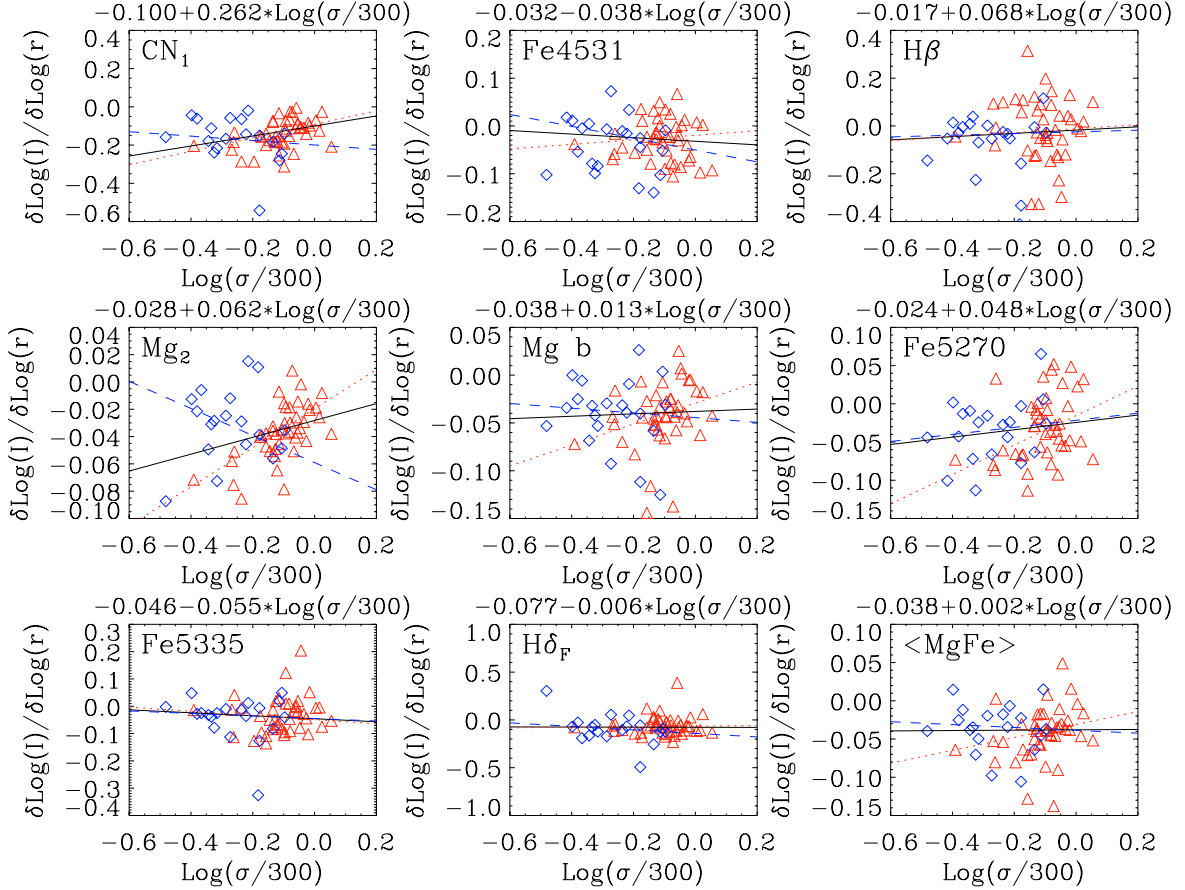 −0.100+0.262*Log(σ/300)
−0.032−0.038*Log(σ/300)
−0.017+0.068*Log(σ/300)
CN₁
Fe4531
Hβ
δLog(I)/δLog(r)
δLog(I)/δLog(r)
δLog(I)/δLog(r)
0.4
0.2
0.0
−0.2
−0.4
−0.6
0.2
0.1
0.0
−0.1
−0.2
0.4
0.2
0.0
−0.2
−0.4
−0.6 −0.4 −0.2 0.0 0.2
−0.6 −0.4 −0.2 0.0 0.2
−0.6 −0.4 −0.2 0.0 0.2
Log(σ/300)
Log(σ/300)
Log(σ/300)
−0.028+0.062*Log(σ/300)
−0.038+0.013*Log(σ/300)
−0.024+0.048*Log(σ/300)
Mg₂
Mg b
Fe5270
δLog(I)/δLog(r)
δLog(I)/δLog(r)
δLog(I)/δLog(r)
0.04
0.02
0.00
−0.02
−0.04
−0.06
−0.08
−0.10
0.05
0.00
−0.05
−0.10
−0.15
0.10
0.05
0.00
−0.05
−0.10
−0.15
−0.6 −0.4 −0.2 0.0 0.2
−0.6 −0.4 −0.2 0.0 0.2
−0.6 −0.4 −0.2 0.0 0.2
Log(σ/300)
Log(σ/300)
Log(σ/300)
−0.046−0.055*Log(σ/300)
−0.077−0.006*Log(σ/300)
−0.038+0.002*Log(σ/300)
Fe5335
Hδ_F
<MgFe>
δLog(I)/δLog(r)
δLog(I)/δLog(r)
δLog(I)/δLog(r)
0.3
0.2
0.1
0.0
−0.1
−0.2
−0.3
−0.4
1.0
0.5
0.0
−0.5
−1.0
0.10
0.05
0.00
−0.05
−0.10
−0.15
−0.6 −0.4 −0.2 0.0 0.2
−0.6 −0.4 −0.2 0.0 0.2
−0.6 −0.4 −0.2 0.0 0.2
Log(σ/300)
Log(σ/300)
Log(σ/300)